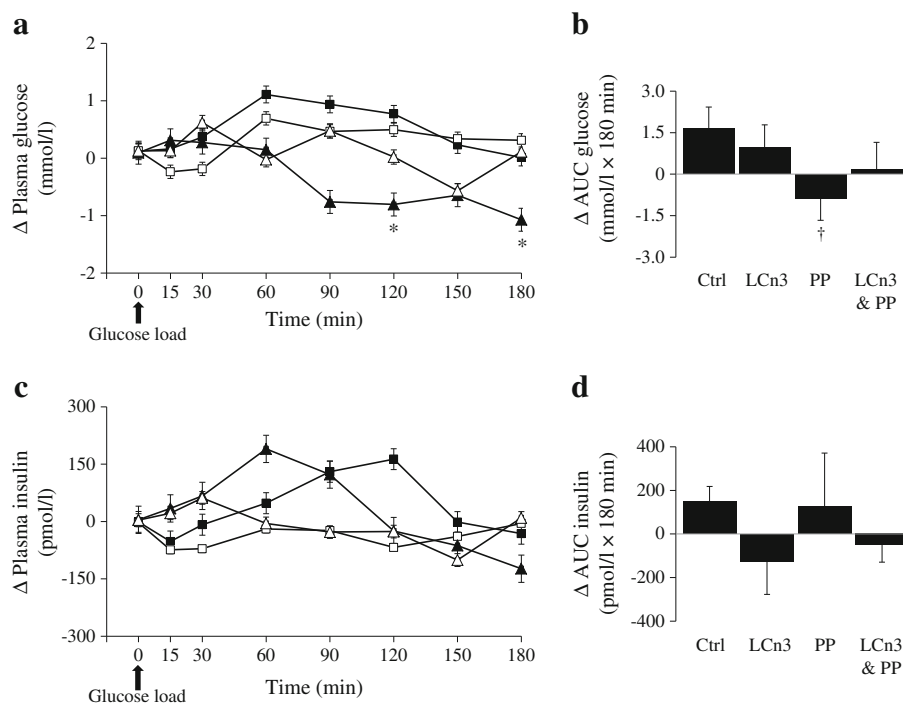 a
Δ Plasma glucose
(mmol/l)
2
1
0
-1
-2
*
*
0 15 30 60 90 120 150 180
Time (min)
Glucose load
b
Δ AUC glucose
(mmol/l × 180 min)
3.0
1.5
0
-1.5
-3.0
†
Ctrl LCn3 PP LCn3
& PP
c
Δ Plasma insulin
(pmol/l)
300
150
0
-150
-300
0 15 30 60 90 120 150 180
Time (min)
Glucose load
d
Δ AUC insulin
(pmol/l × 180 min)
400
200
0
-200
-400
Ctrl LCn3 PP LCn3
& PP